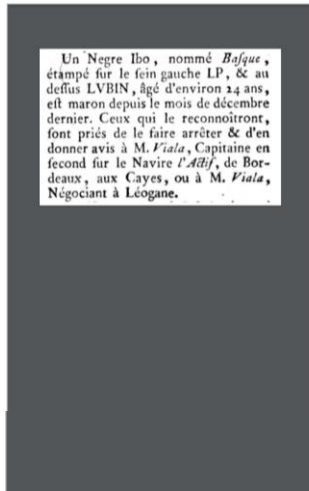 Un Negre Ibo, nommé Baſque,
étampé ſur le ſein gauche LP, & au
deſſus LVBIN, âgé d'environ 24 ans,
eſt maron depuis le mois de décembre
dernier. Ceux qui le reconnoîtront,
ſont priés de le faire arrêter & d'en
donner avis à M. Viala, Capitaine en
ſecond ſur le Navire l'Actif, de Bor-
deaux, aux Cayes, ou à M. Viala,
Négociant à Léogane.